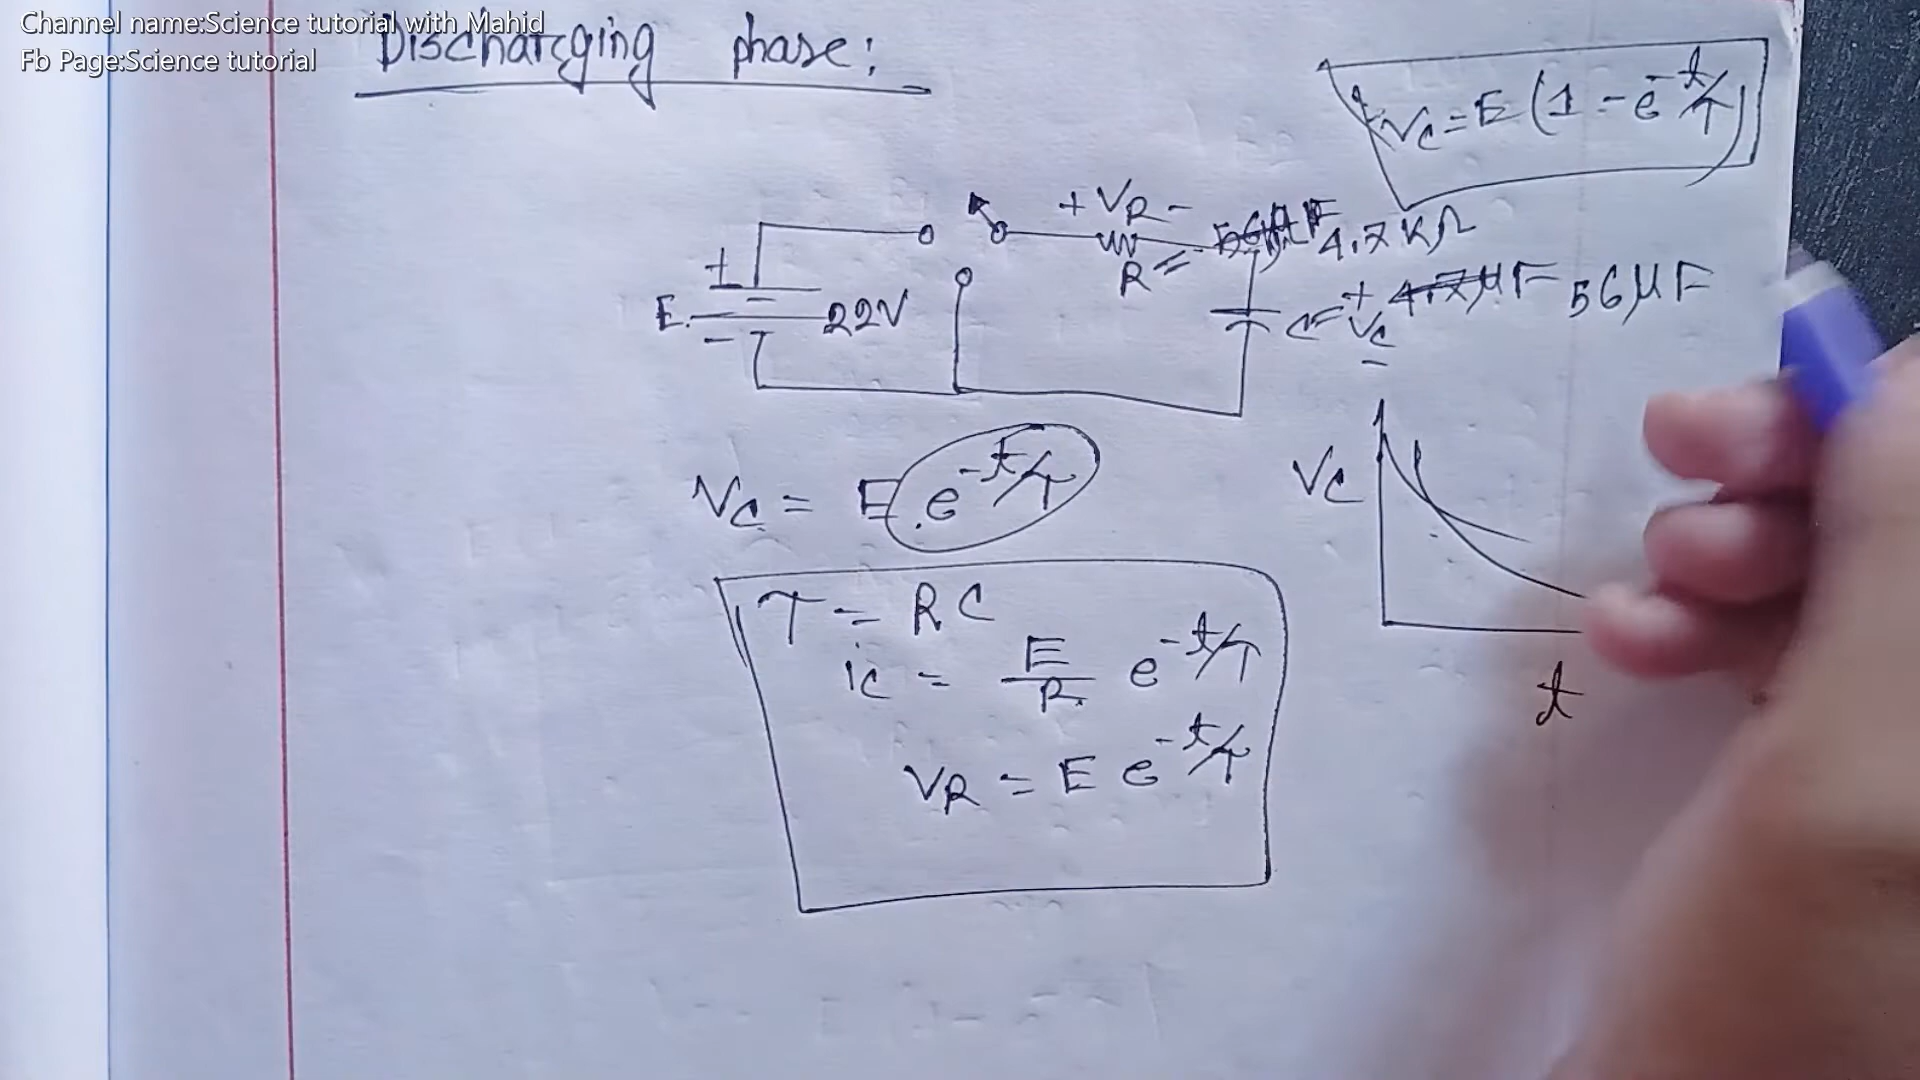 Channel name:Science tutorial with Mahid
Fb Page:Science tutorial
Discharging phase:
Vc = E (1 - e^-t/τ)
+ VR -
R = 4.7 KΩ
+
E. 22V
-
C = 56 μF
+
Vc
-
Vc = E.e^-t/τ
Vc
t
τ = RC
ic = E/R e^-t/τ
VR = E e^-t/τ